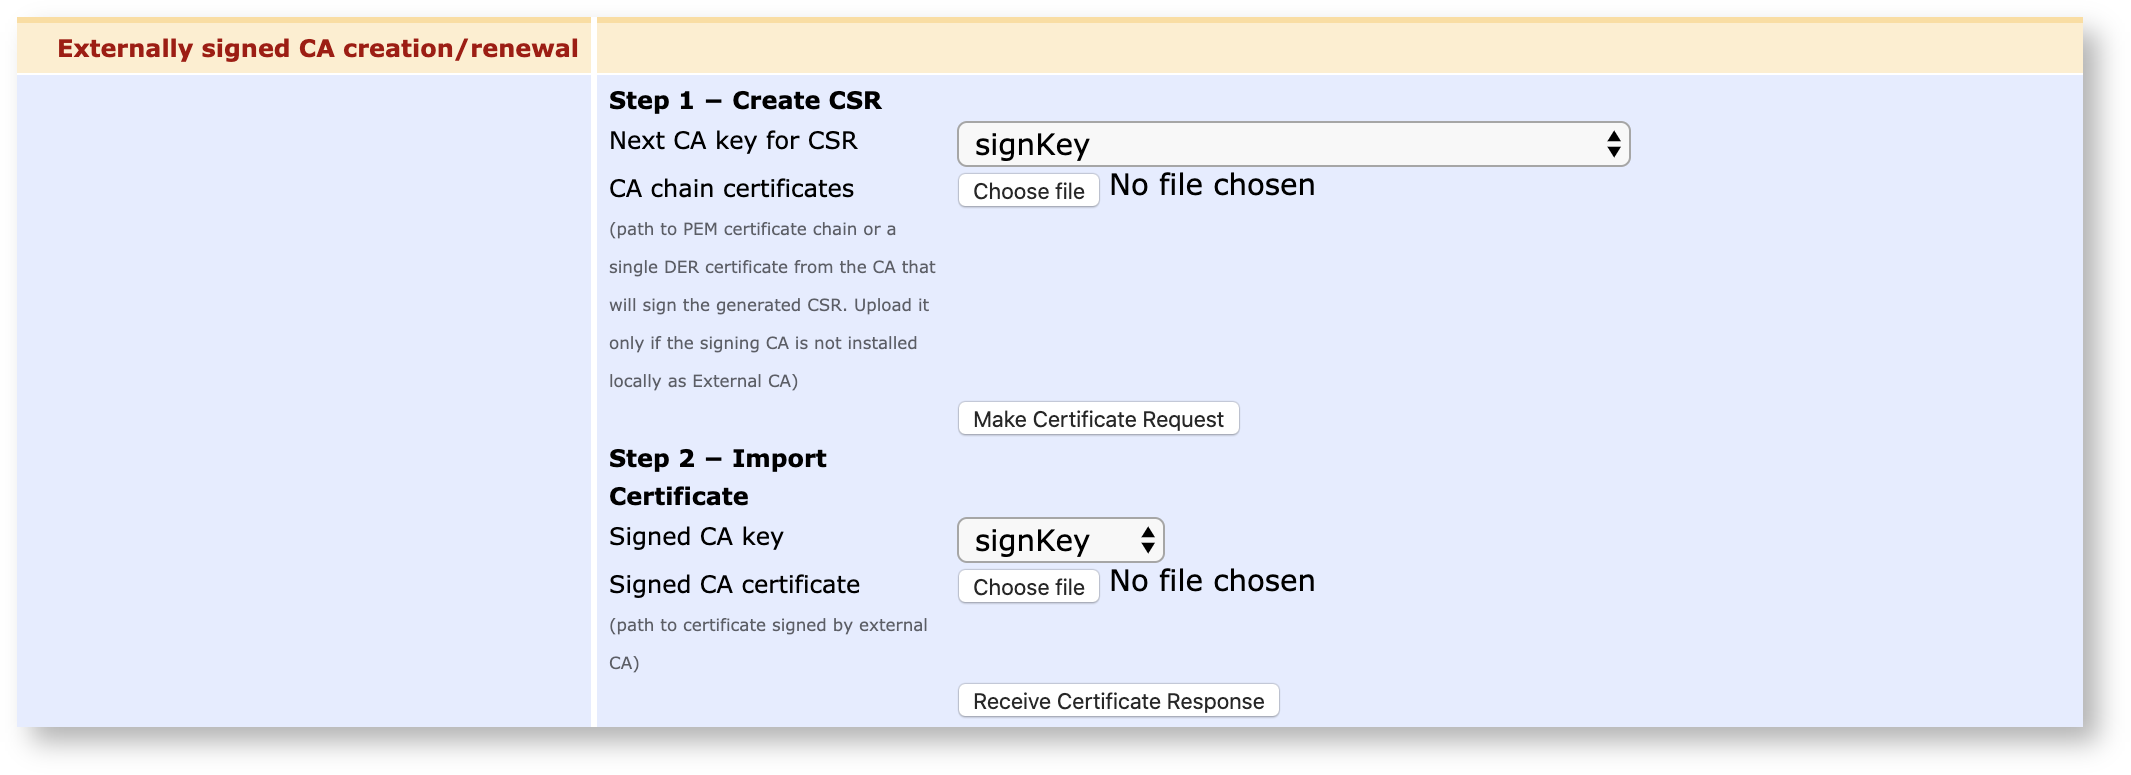 Externally signed CA creation/renewal
Step 1 – Create CSR
Next CA key for CSR
signKey
CA chain certificates
Choose file No file chosen
(path to PEM certificate chain or a
single DER certificate from the CA that
will sign the generated CSR. Upload it
only if the signing CA is not installed
locally as External CA)
Make Certificate Request
Step 2 – Import
Certificate
Signed CA key
signKey
Signed CA certificate
Choose file No file chosen
(path to certificate signed by external
CA)
Receive Certificate Response